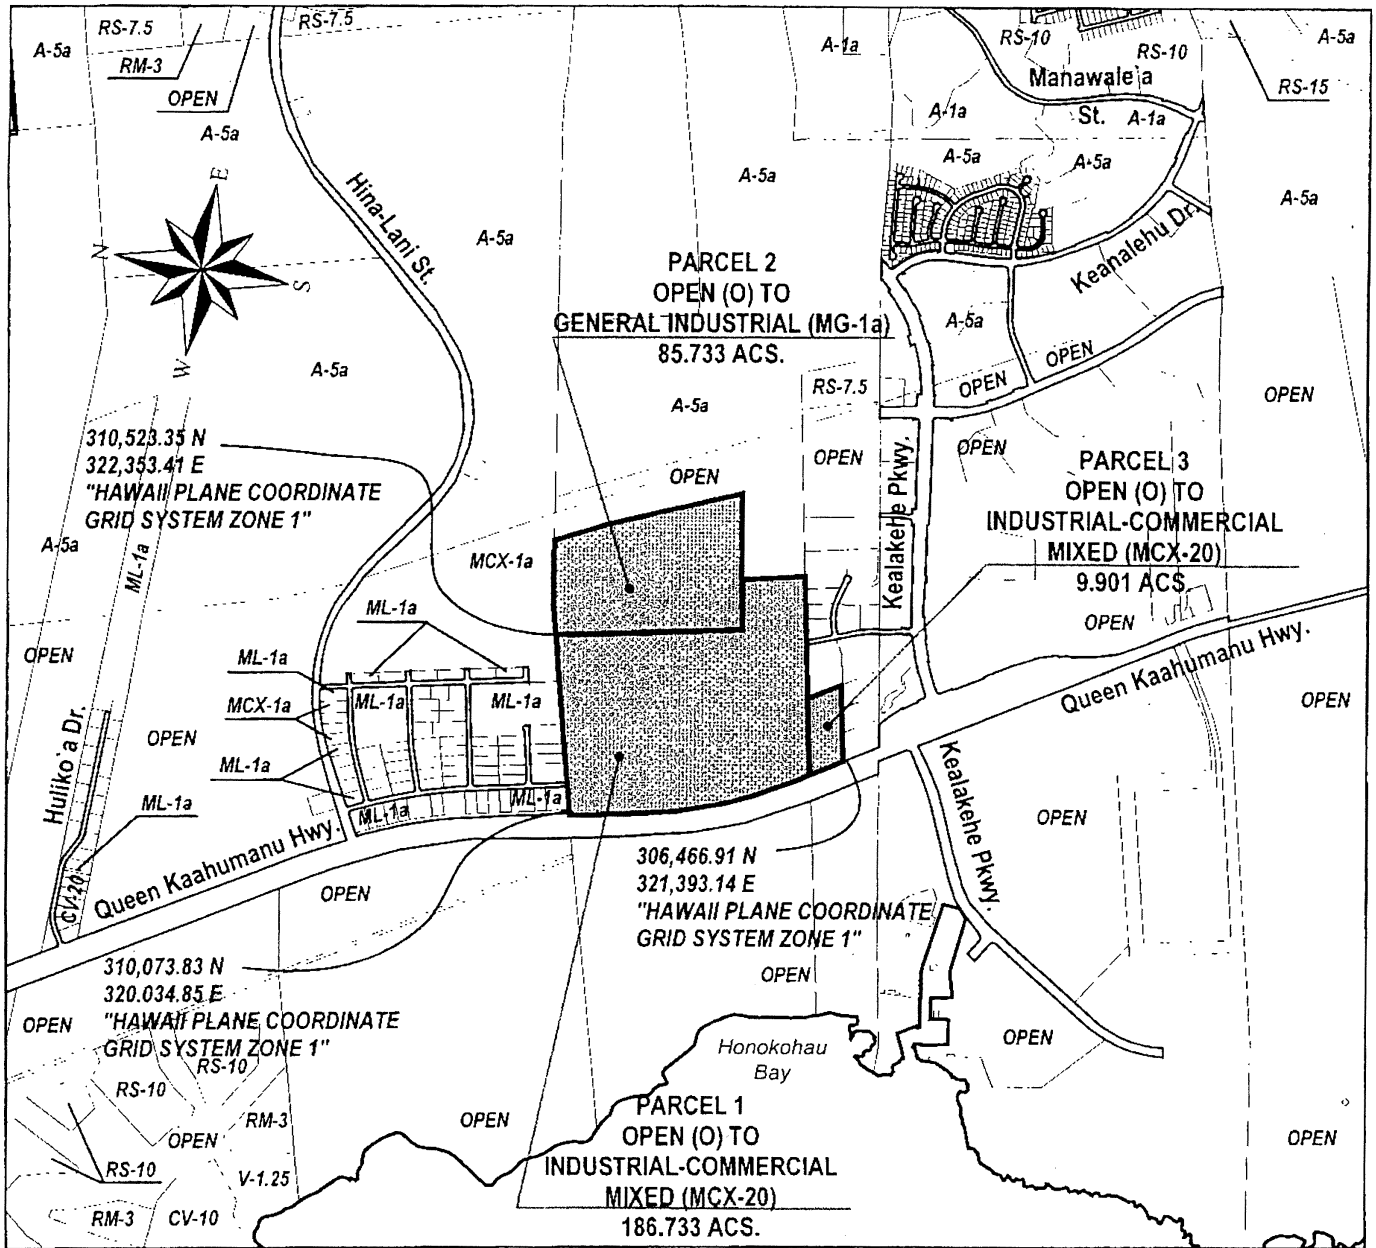 RS-7.5
RS-7.5
A-5a
RM-3
OPEN
A-5a
A-1a
RS-10
RS-10
A-5a
RS-15
Manawale'a
St.
A-1a
A-1a
A-5a
A-5a
A-5a
A-5a
E
N
S
W
Hina-Lani St.
A-5a
A-5a
Keanalehu Dr.
PARCEL 2
OPEN (O) TO
GENERAL INDUSTRIAL (MG-1a)
85.733 ACS.
A-5a
OPEN
OPEN
OPEN
RS-7.5
A-5a
OPEN
OPEN
OPEN
Kealakehe Pkwy.
310,523.35 N
322,353.41 E
"HAWAII PLANE COORDINATE
GRID SYSTEM ZONE 1"
PARCEL 3
OPEN (O) TO
INDUSTRIAL-COMMERCIAL
MIXED (MCX-20)
9.901 ACS.
A-5a
ML-1a
MCX-1a
ML-1a
OPEN
OPEN
Queen Kaahumanu Hwy.
OPEN
ML-1a
MCX-1a
ML-1a
ML-1a
ML-1a
OPEN
Huliko'a Dr.
ML-1a
CV-20
ML-1a
ML-1a
Queen Kaahumanu Hwy.
OPEN
Kealakehe Pkwy.
OPEN
306,466.91 N
321,393.14 E
"HAWAII PLANE COORDINATE
GRID SYSTEM ZONE 1"
310,073.83 N
320.034.85 E
"HAWAII PLANE COORDINATE
GRID SYSTEM ZONE 1"
OPEN
OPEN
OPEN
Honokohau
Bay
RS-10
RS-10
RM-3
OPEN
OPEN
RS-10
V-1.25
RM-3
CV-10
PARCEL 1
OPEN (O) TO
INDUSTRIAL-COMMERCIAL
MIXED (MCX-20)
186.733 ACS.
OPEN